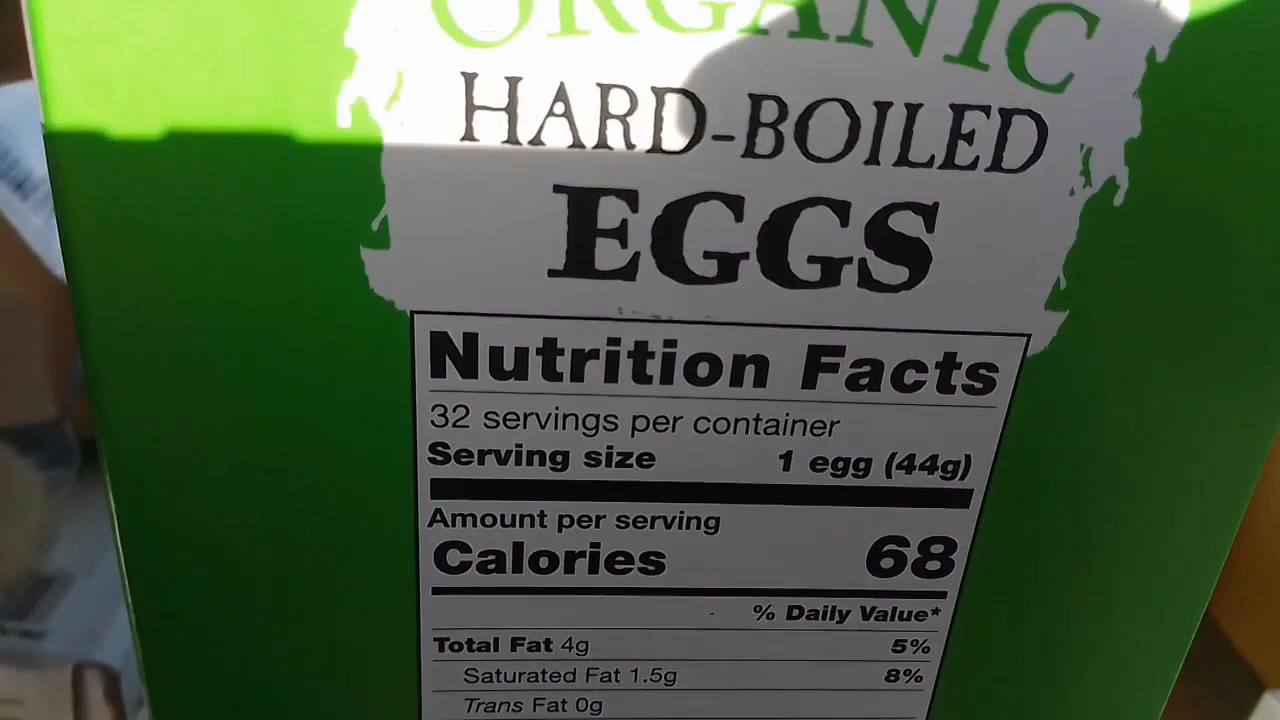 ORGANIC
HARD-BOILED
EGGS
Nutrition Facts
32 servings per container
Serving size 1 egg (44g)
Amount per serving
Calories 68
% Daily Value*
Total Fat 4g 5%
Saturated Fat 1.5g 8%
Trans Fat 0g